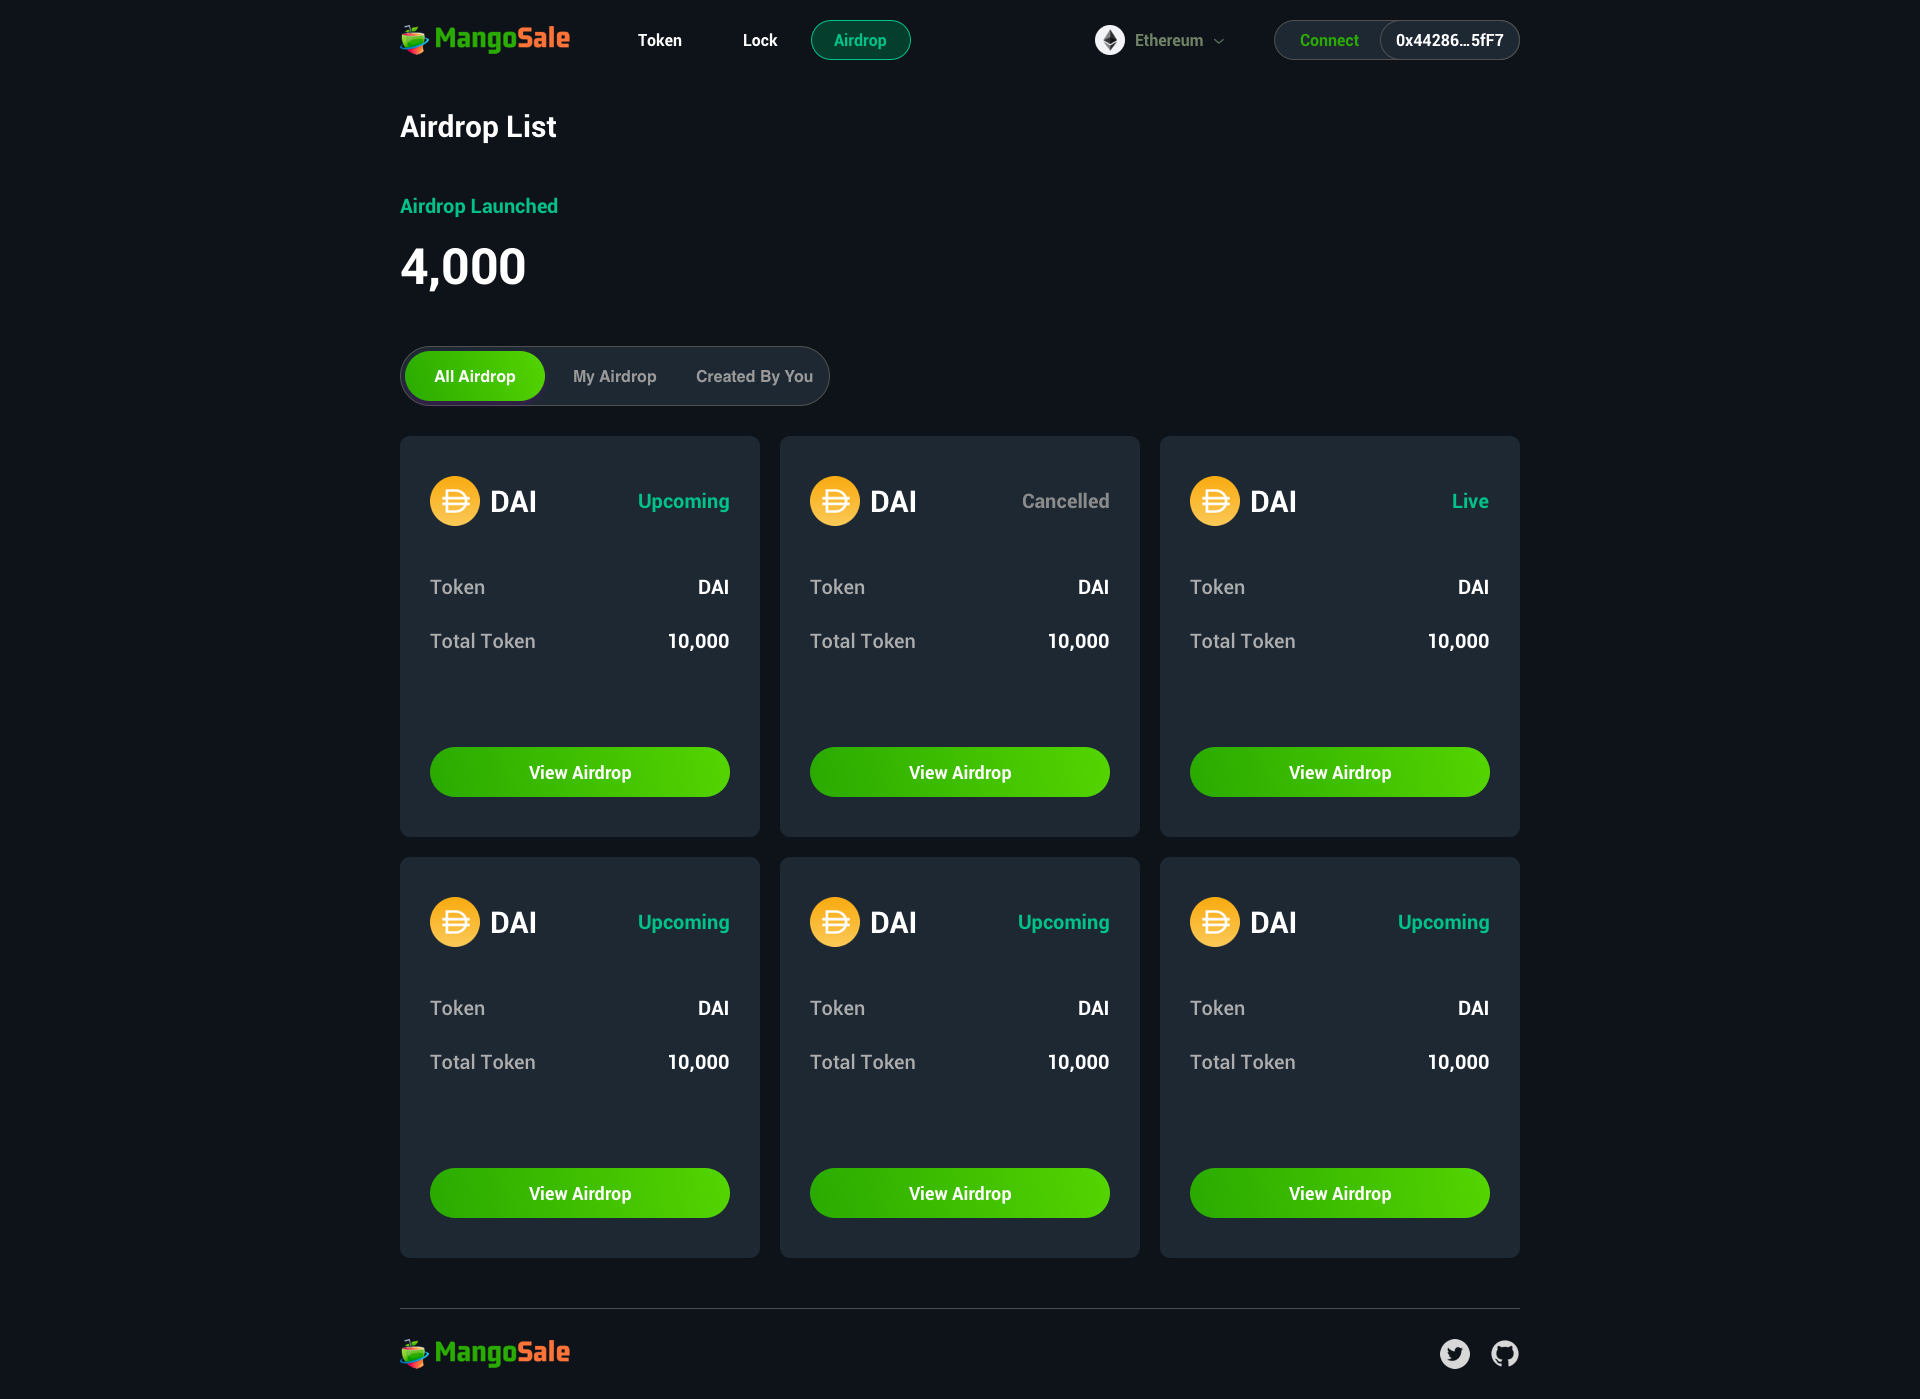 MangoSale
Token
Lock
Airdrop
Ethereum
Connect
0x44286...5fF7
Airdrop List
Airdrop Launched
4,000
All Airdrop
My Airdrop
Created By You
DAI
Upcoming
Token
DAI
Total Token
10,000
View Airdrop
DAI
Cancelled
Token
DAI
Total Token
10,000
View Airdrop
DAI
Live
Token
DAI
Total Token
10,000
View Airdrop
DAI
Upcoming
Token
DAI
Total Token
10,000
View Airdrop
DAI
Upcoming
Token
DAI
Total Token
10,000
View Airdrop
DAI
Upcoming
Token
DAI
Total Token
10,000
View Airdrop
MangoSale